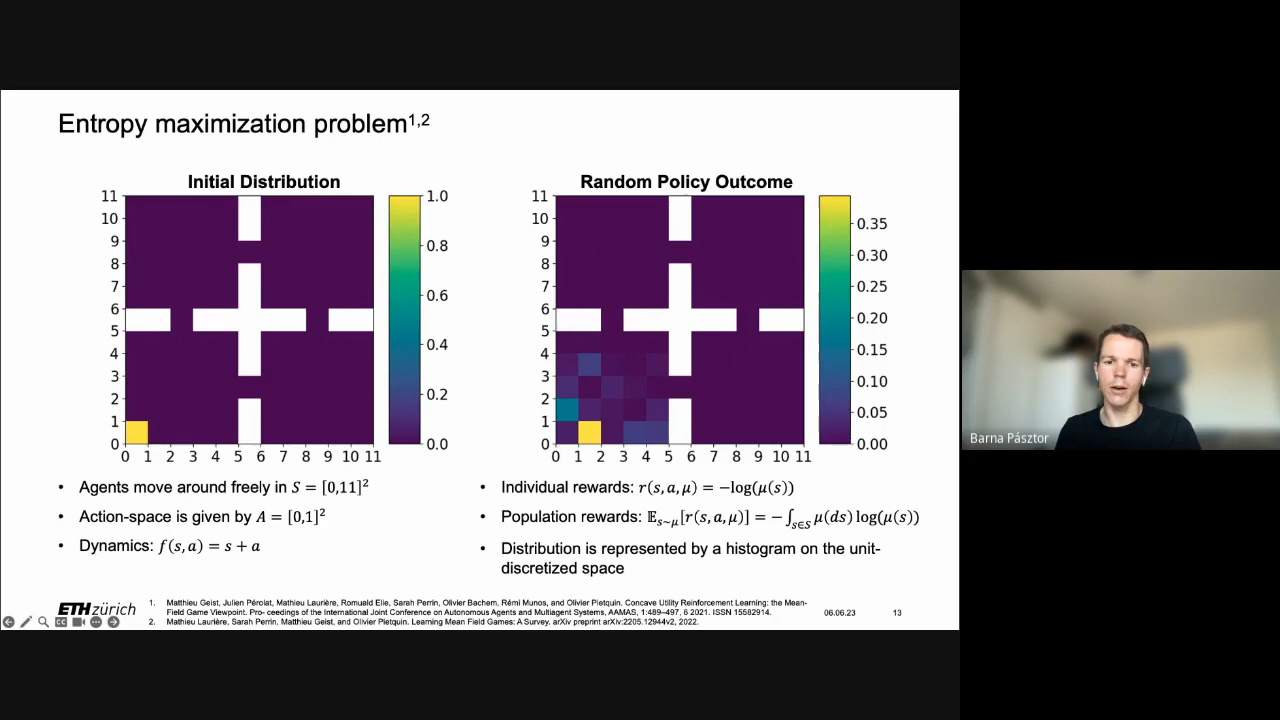 Entropy maximization problem1,2
Initial Distribution
11
10
9
8
7
6
5
4
3
2
1
0
0 1 2 3 4 5 6 7 8 9 10 11
1.0
0.8
0.6
0.4
0.2
0.0
Random Policy Outcome
11
10
9
8
7
6
5
4
3
2
1
0
0 1 2 3 4 5 6 7 8 9 10 11
0.35
0.30
0.25
0.20
0.15
0.10
0.05
0.00
• Agents move around freely in S = [0,11]²
• Action-space is given by A = [0,1]²
• Dynamics: f(s, a) = s + a
• Individual rewards: r(s, a, μ) = −log(μ(s))
• Population rewards: 𝔼s~μ[r(s, a, μ)] = − ∫s∈S μ(ds) log(μ(s))
• Distribution is represented by a histogram on the unit-
discretized space
ETH zürich
1. Matthieu Geist, Julien Pérolat, Mathieu Laurière, Romuald Elie, Sarah Perrin, Olivier Bachem, Rémi Munos, and Olivier Pietquin. Concave Utility Reinforcement Learning: the Mean-
Field Game Viewpoint. Pro- ceedings of the International Joint Conference on Autonomous Agents and Multiagent Systems, AAMAS, 1:489–497, 6 2021. ISSN 15582914.
2. Mathieu Laurière, Sarah Perrin, Matthieu Geist, and Olivier Pietquin. Learning Mean Field Games: A Survey. arXiv preprint arXiv:2205.12944v2, 2022.
06.06.23
13
Barna Pásztor